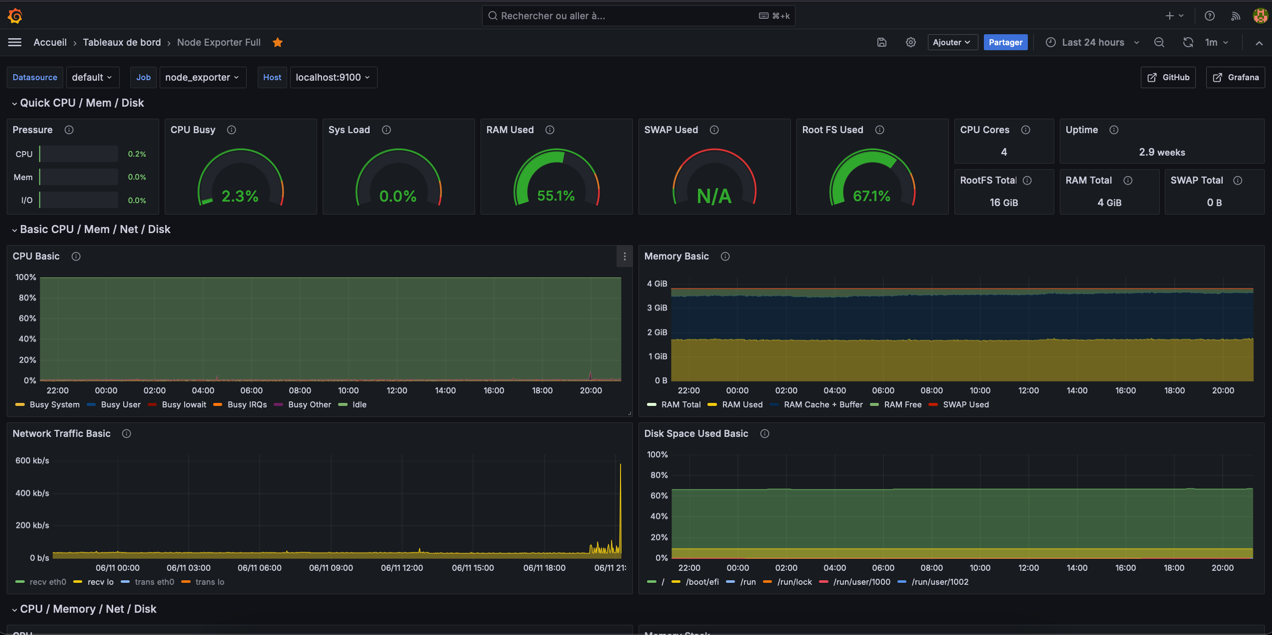 Rechercher ou aller à... ⌘+k
Accueil › Tableaux de bord › Node Exporter Full
Ajouter Partager Last 24 hours 1m
Datasource default Job node_exporter Host localhost:9100 GitHub Grafana
Quick CPU / Mem / Disk
Pressure
CPU 0.2%
Mem 0.0%
I/O 0.0%
CPU Busy
2.3%
Sys Load
0.0%
RAM Used
55.1%
SWAP Used
N/A
Root FS Used
67.1%
CPU Cores
4
Uptime
2.9 weeks
RootFS Total
16 GiB
RAM Total
4 GiB
SWAP Total
0 B
Basic CPU / Mem / Net / Disk
CPU Basic
100%
80%
60%
40%
20%
0%
22:00 00:00 02:00 04:00 06:00 08:00 10:00 12:00 14:00 16:00 18:00 20:00
Busy System Busy User Busy Iowait Busy IRQs Busy Other Idle
Memory Basic
4 GiB
3 GiB
2 GiB
1 GiB
0 B
22:00 00:00 02:00 04:00 06:00 08:00 10:00 12:00 14:00 16:00 18:00 20:00
RAM Total RAM Used RAM Cache + Buffer RAM Free SWAP Used
Network Traffic Basic
600 kb/s
400 kb/s
200 kb/s
0 b/s
06/11 00:00 06/11 03:00 06/11 06:00 06/11 09:00 06/11 12:00 06/11 15:00 06/11 18:00 06/11 21:
recv eth0 recv lo trans eth0 trans lo
Disk Space Used Basic
100%
80%
60%
40%
20%
0%
22:00 00:00 02:00 04:00 06:00 08:00 10:00 12:00 14:00 16:00 18:00 20:00
/ /boot/efi /run /run/lock /run/user/1000 /run/user/1002
CPU / Memory / Net / Disk